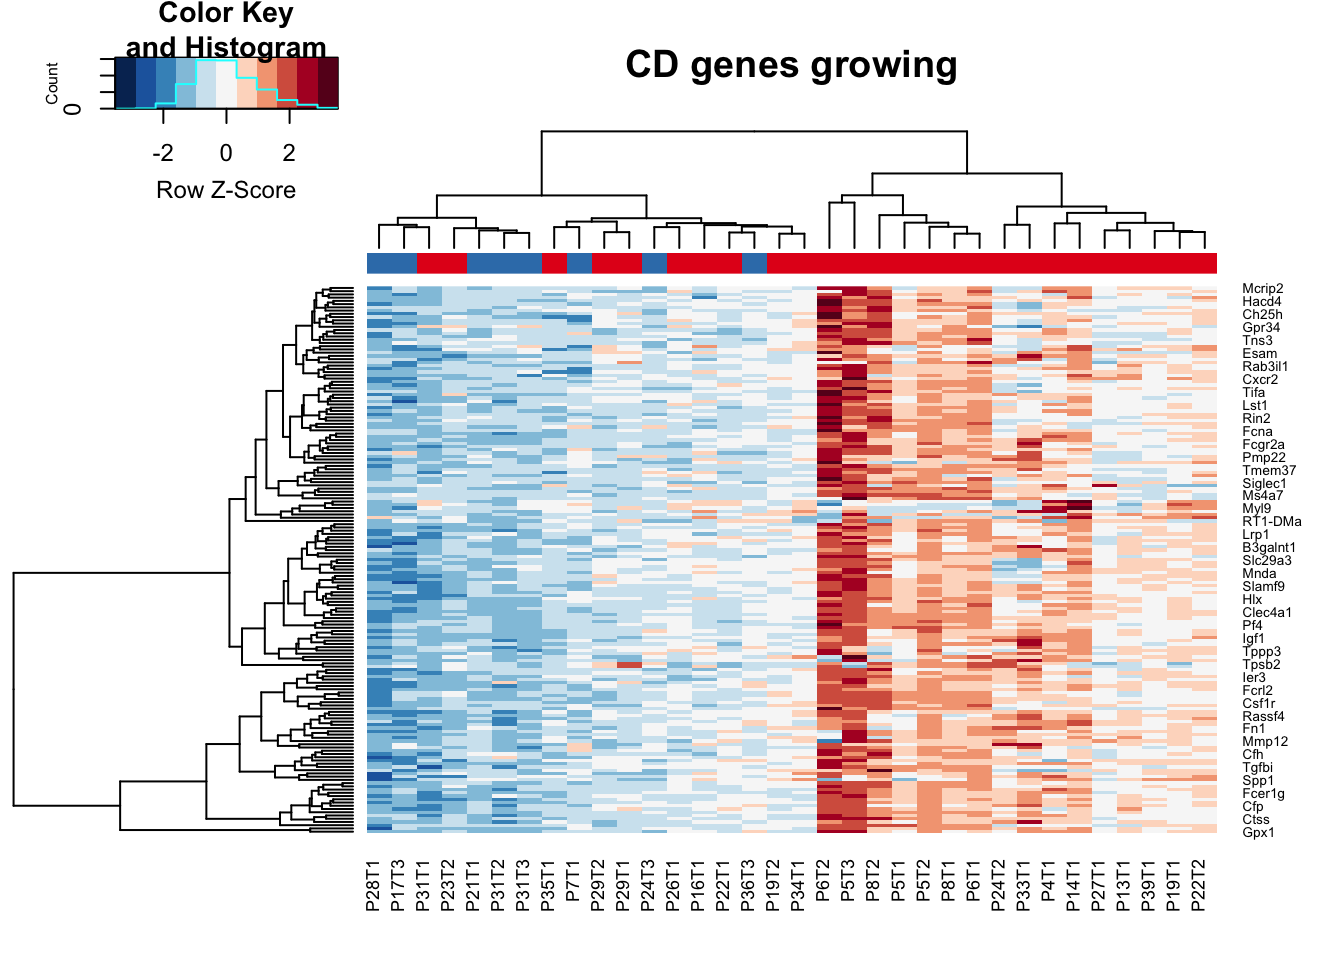 Color Key
and Histogram
Count
0
-2 0 2
Row Z-Score
CD genes growing
Mcrip2
Hacd4
Ch25h
Gpr34
Tns3
Esam
Rab3il1
Cxcr2
Tifa
Lst1
Rin2
Fcna
Fcgr2a
Pmp22
Tmem37
Siglec1
Ms4a7
Myl9
RT1-DMa
Lrp1
B3galnt1
Slc29a3
Mnda
Slamf9
Hlx
Clec4a1
Pf4
Igf1
Tppp3
Tpsb2
Ier3
Fcrl2
Csf1r
Rassf4
Fn1
Mmp12
Cfh
Tgfbi
Spp1
Fcer1g
Cfp
Ctss
Gpx1
P28T1 P17T3 P31T1 P23T2 P21T1 P31T2 P31T3 P35T1 P7T1 P29T2 P29T1 P24T3 P26T1 P16T1 P22T1 P36T3 P19T2 P34T1 P6T2 P5T3 P8T2 P5T1 P5T2 P8T1 P6T1 P24T2 P33T1 P4T1 P14T1 P27T1 P13T1 P39T1 P19T1 P22T2